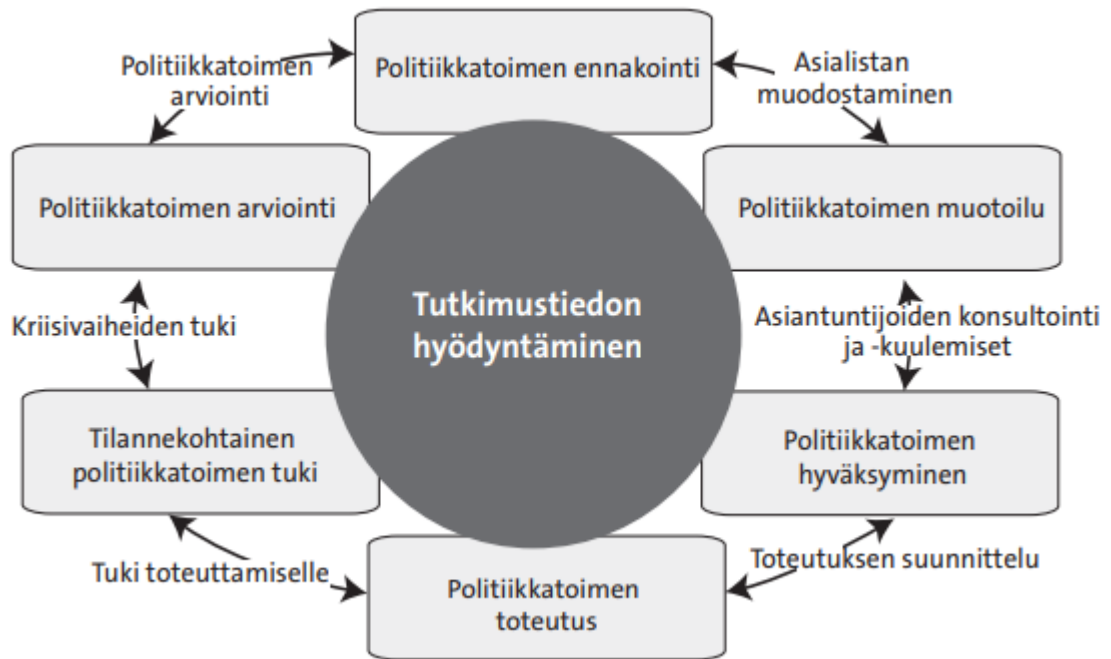 Politiikkatoimen ennakointi
Politiikkatoimen
arviointi
Asialistan
muodostaminen
Politiikkatoimen arviointi
Politiikkatoimen muotoilu
Tutkimustiedon
hyödyntäminen
Kriisivaiheiden tuki
Asiantuntijoiden konsultointi
ja -kuulemiset
Tilannekohtainen
politiikkatoimen tuki
Politiikkatoimen
hyväksyminen
Tuki toteuttamiselle
Toteutuksen suunnittelu
Politiikkatoimen
toteutus